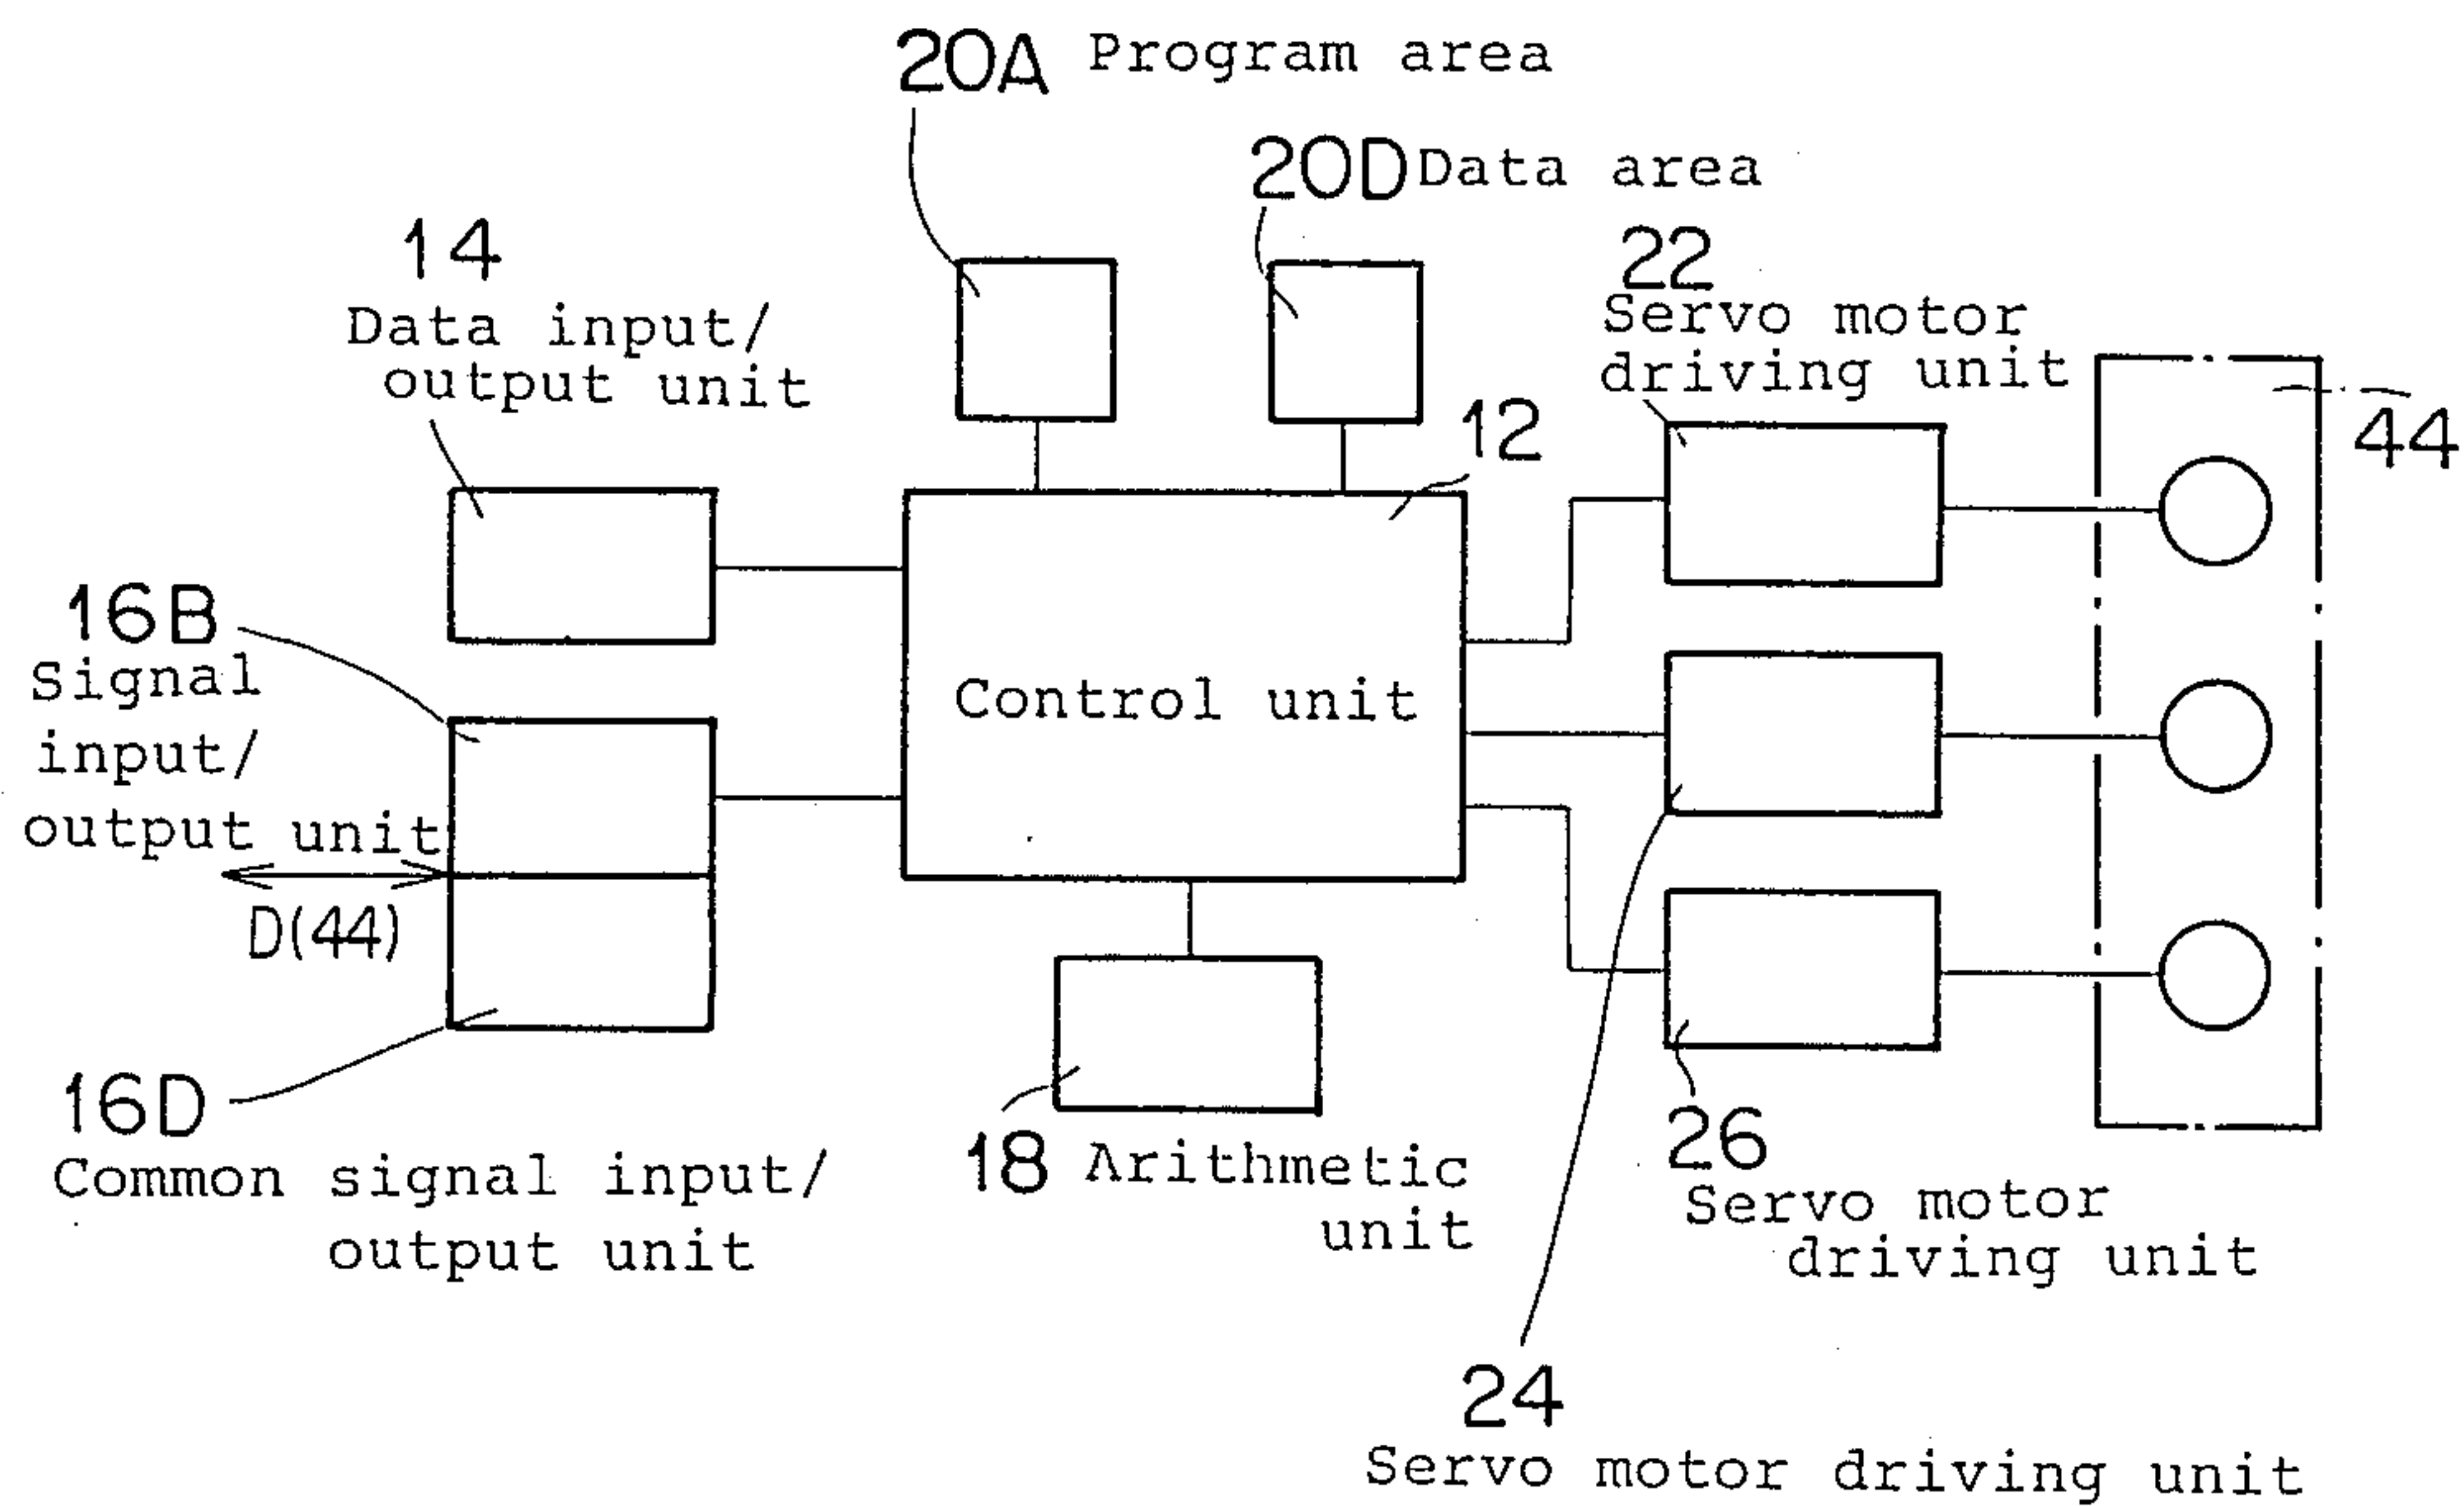 20A Program area
20D Data area
14
Data input/
output unit
22
Servo motor
driving unit
12
44
16B
Signal
input/
output unit
Control unit
D(44)
16D
Common signal input/
output unit
18 Arithmetic
unit
26
Servo motor
driving unit
24
Servo motor driving unit